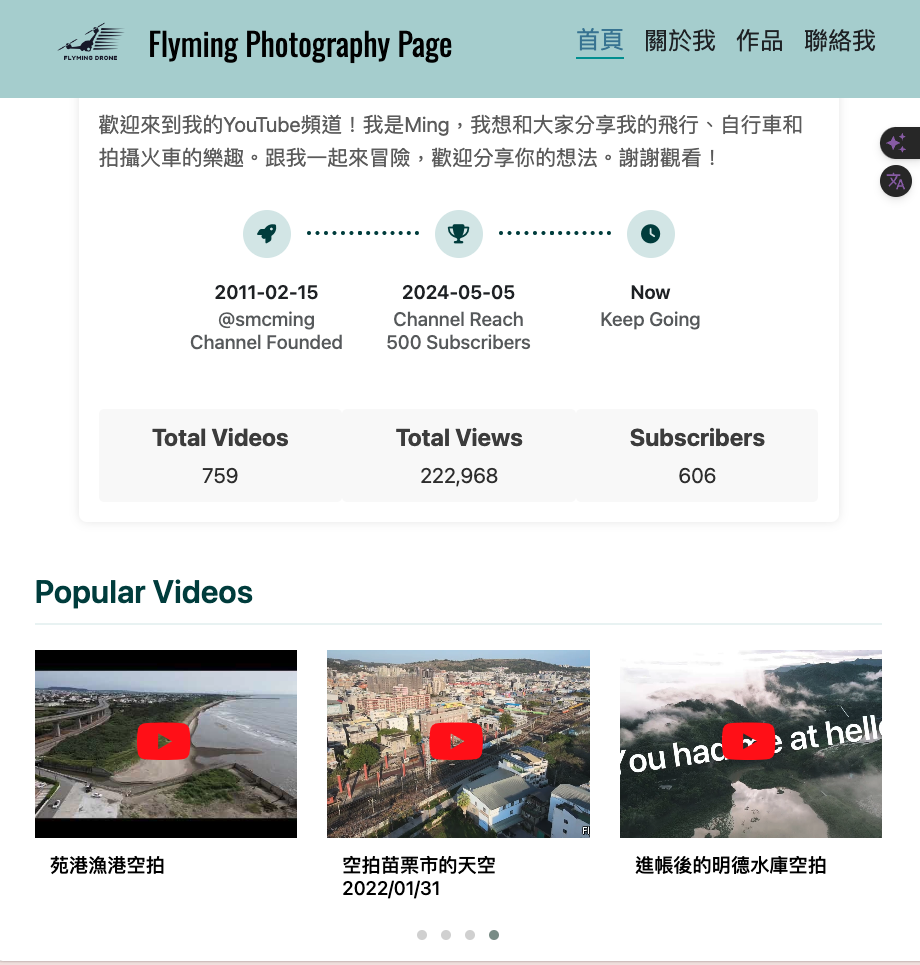 FLYMING DRONE
Flyming Photography Page
首頁 關於我 作品 聯絡我
歡迎來到我的YouTube頻道！我是Ming，我想和大家分享我的飛行、自行車和
拍攝火車的樂趣。跟我一起來冒險，歡迎分享你的想法。謝謝觀看！
2011-02-15
@smcming
Channel Founded
2024-05-05
Channel Reach
500 Subscribers
Now
Keep Going
Total Videos
759
Total Views
222,968
Subscribers
606
Popular Videos
You had me at hello
苑港漁港空拍
空拍苗栗市的天空
2022/01/31
進帳後的明德水庫空拍